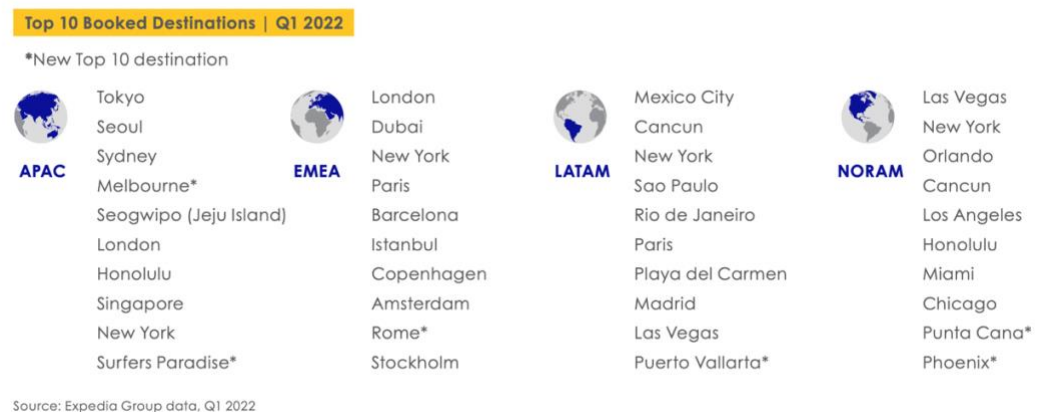 Top 10 Booked Destinations | Q1 2022
*New Top 10 destination
APAC
Tokyo
Seoul
Sydney
Melbourne*
Seogwipo (Jeju Island)
London
Honolulu
Singapore
New York
Surfers Paradise*
EMEA
London
Dubai
New York
Paris
Barcelona
Istanbul
Copenhagen
Amsterdam
Rome*
Stockholm
LATAM
Mexico City
Cancun
New York
Sao Paulo
Rio de Janeiro
Paris
Playa del Carmen
Madrid
Las Vegas
Puerto Vallarta*
NORAM
Las Vegas
New York
Orlando
Cancun
Los Angeles
Honolulu
Miami
Chicago
Punta Cana*
Phoenix*
Source: Expedia Group data, Q1 2022